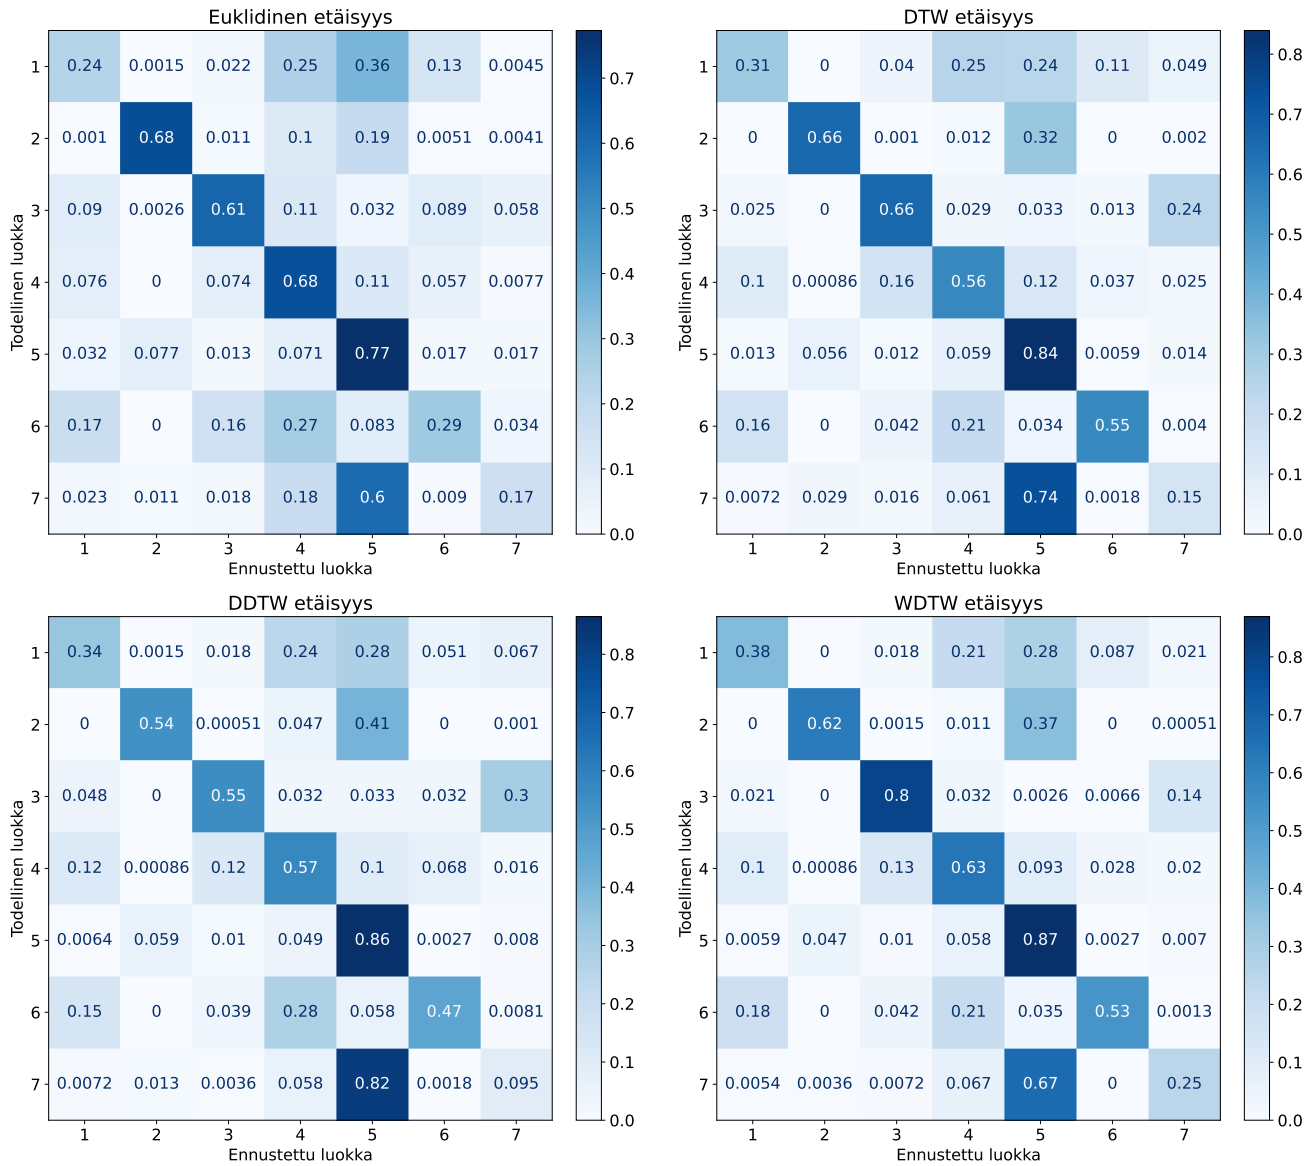 Euklidinen etäisyys
1 0.24 0.0015 0.022 0.25 0.36 0.13 0.0045
2 0.001 0.68 0.011 0.1 0.19 0.0051 0.0041
3 0.09 0.0026 0.61 0.11 0.032 0.089 0.058
4 0.076 0 0.074 0.68 0.11 0.057 0.0077
5 0.032 0.077 0.013 0.071 0.77 0.017 0.017
6 0.17 0 0.16 0.27 0.083 0.29 0.034
7 0.023 0.011 0.018 0.18 0.6 0.009 0.17
1 2 3 4 5 6 7
Ennustettu luokka
Todellinen luokka
0.7
0.6
0.5
0.4
0.3
0.2
0.1
0.0
DTW etäisyys
1 0.31 0 0.04 0.25 0.24 0.11 0.049
2 0 0.66 0.001 0.012 0.32 0 0.002
3 0.025 0 0.66 0.029 0.033 0.013 0.24
4 0.1 0.00086 0.16 0.56 0.12 0.037 0.025
5 0.013 0.056 0.012 0.059 0.84 0.0059 0.014
6 0.16 0 0.042 0.21 0.034 0.55 0.004
7 0.0072 0.029 0.016 0.061 0.74 0.0018 0.15
1 2 3 4 5 6 7
Ennustettu luokka
Todellinen luokka
0.8
0.7
0.6
0.5
0.4
0.3
0.2
0.1
0.0
DDTW etäisyys
1 0.34 0.0015 0.018 0.24 0.28 0.051 0.067
2 0 0.54 0.00051 0.047 0.41 0 0.001
3 0.048 0 0.55 0.032 0.033 0.032 0.3
4 0.12 0.00086 0.12 0.57 0.1 0.068 0.016
5 0.0064 0.059 0.01 0.049 0.86 0.0027 0.008
6 0.15 0 0.039 0.28 0.058 0.47 0.0081
7 0.0072 0.013 0.0036 0.058 0.82 0.0018 0.095
1 2 3 4 5 6 7
Ennustettu luokka
Todellinen luokka
0.8
0.7
0.6
0.5
0.4
0.3
0.2
0.1
0.0
WDTW etäisyys
1 0.38 0 0.018 0.21 0.28 0.087 0.021
2 0 0.62 0.0015 0.011 0.37 0 0.00051
3 0.021 0 0.8 0.032 0.0026 0.0066 0.14
4 0.1 0.00086 0.13 0.63 0.093 0.028 0.02
5 0.0059 0.047 0.01 0.058 0.87 0.0027 0.007
6 0.18 0 0.042 0.21 0.035 0.53 0.0013
7 0.0054 0.0036 0.0072 0.067 0.67 0 0.25
1 2 3 4 5 6 7
Ennustettu luokka
Todellinen luokka
0.8
0.7
0.6
0.5
0.4
0.3
0.2
0.1
0.0